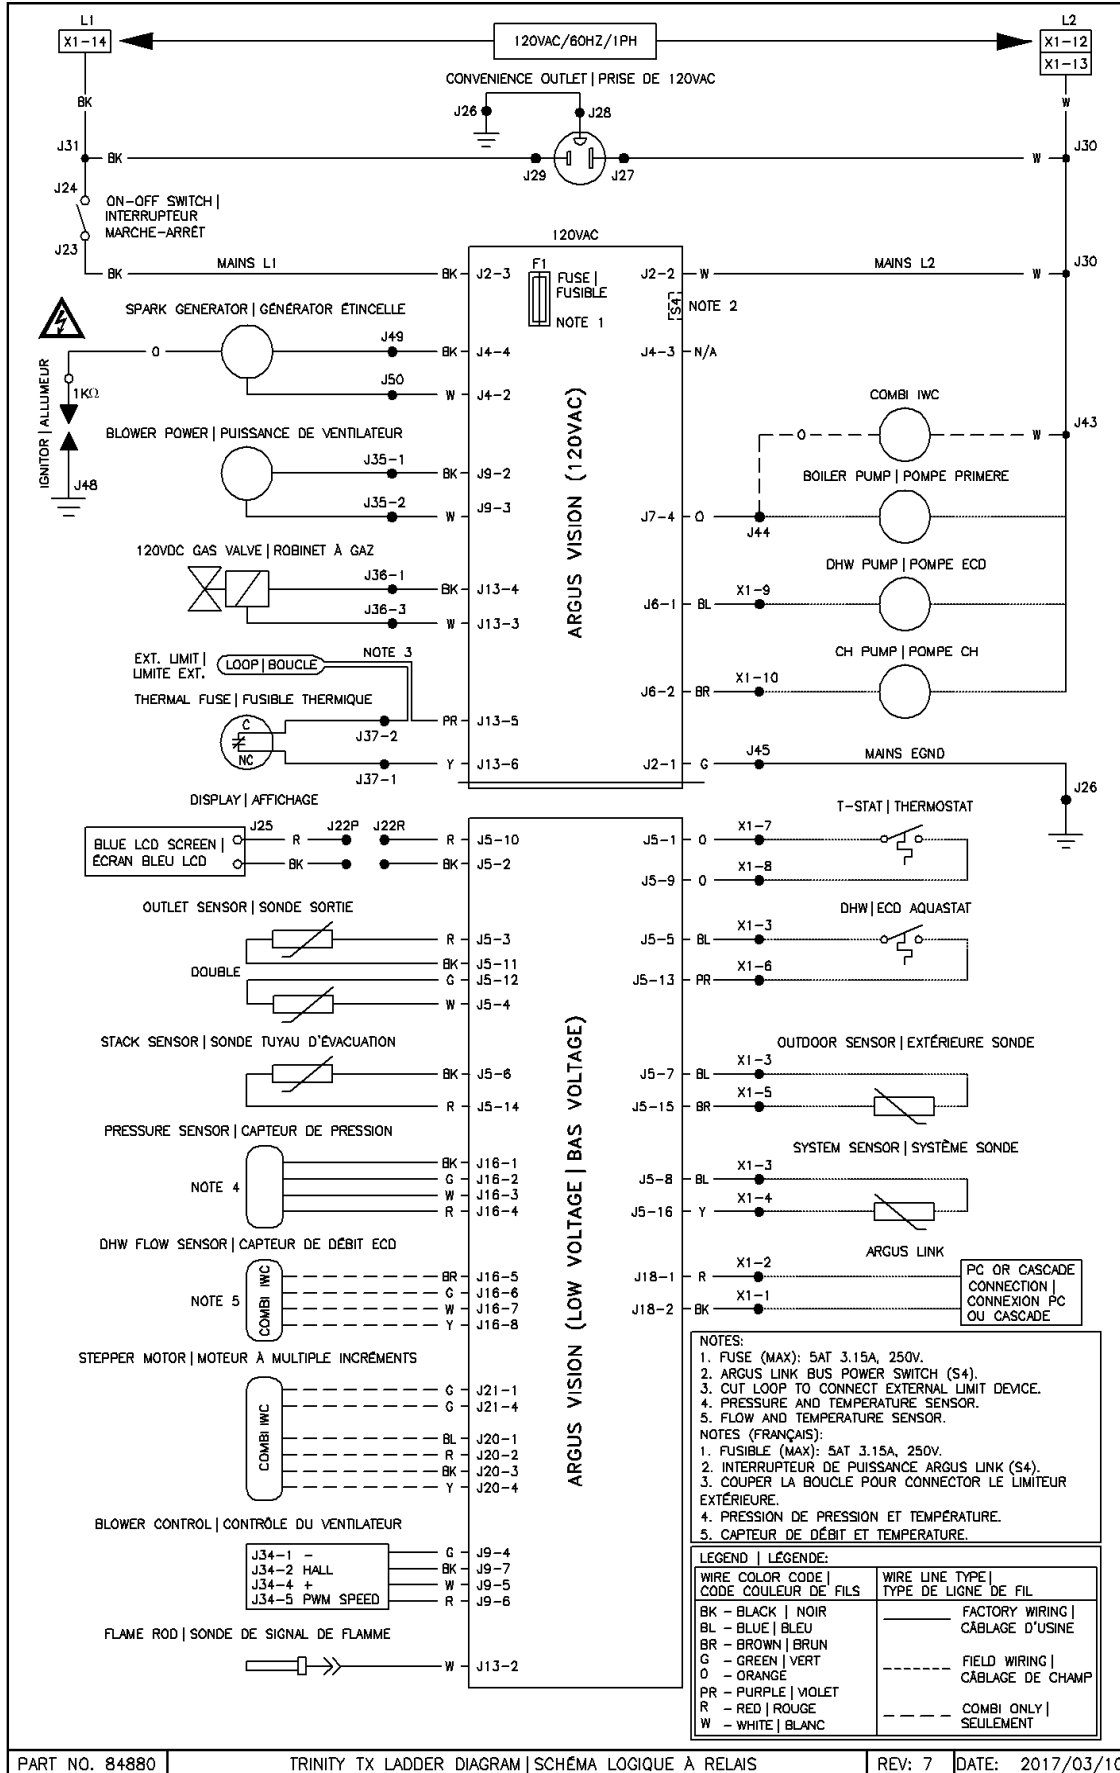 L1
X1-14
120VAC/60HZ/1PH
L2
X1-12
X1-13
CONVENIENCE OUTLET | PRISE DE 120VAC
BK
W
J26
J28
J31
BK
J29
J27
W
J30
J24
ON-OFF SWITCH |
INTERRUPTEUR
MARCHE-ARRÊT
J23
120VAC
BK
MAINS L1
BK
J2-3
F1
FUSE |
FUSIBLE
NOTE 1
J2-2
W
MAINS L2
W
J30
S4
NOTE 2
SPARK GENERATOR | GÉNÉRATOR ÉTINCELLE
O
J49
BK
J4-4
J4-3
N/A
J50
W
J4-2
1KΩ
IGNITOR | ALLUMEUR
J48
COMBI IWC
O
W
J43
BLOWER POWER | PUISSANCE DE VENTILATEUR
J35-1
BK
J9-2
J35-2
W
J9-3
BOILER PUMP | POMPE PRIMERE
J7-4
O
J44
120VDC GAS VALVE | ROBINET À GAZ
J36-1
BK
J13-4
J36-3
W
J13-3
DHW PUMP | POMPE ECD
J6-1
BL
X1-9
EXT. LIMIT |
LIMITE EXT.
LOOP | BOUCLE
NOTE 3
CH PUMP | POMPE CH
J6-2
BR
X1-10
THERMAL FUSE | FUSIBLE THERMIQUE
C
NC
J37-2
PR
J13-5
J37-1
Y
J13-6
J2-1
G
J45
MAINS EGND
J26
ARGUS VISION (120VAC)
DISPLAY | AFFICHAGE
BLUE LCD SCREEN |
ÉCRAN BLEU LCD
J25
R
J22P
J22R
R
J5-10
BK
BK
J5-2
T-STAT | THERMOSTAT
J5-1
O
X1-7
J5-9
O
X1-8
OUTLET SENSOR | SONDE SORTIE
R
J5-3
BK
J5-11
DOUBLE
G
J5-12
W
J5-4
DHW | ECD AQUASTAT
J5-5
BL
X1-3
J5-13
PR
X1-6
STACK SENSOR | SONDE TUYAU D'ÉVACUATION
BK
J5-6
R
J5-14
OUTDOOR SENSOR | EXTÉRIEURE SONDE
J5-7
BL
X1-3
J5-15
BR
X1-5
PRESSURE SENSOR | CAPTEUR DE PRESSION
NOTE 4
BK
J16-1
G
J16-2
W
J16-3
R
J16-4
SYSTEM SENSOR | SYSTÈME SONDE
J5-8
BL
X1-3
J5-16
Y
X1-4
DHW FLOW SENSOR | CAPTEUR DE DÉBIT ECD
NOTE 5
COMBI IWC
BR
J16-5
G
J16-6
W
J16-7
Y
J16-8
ARGUS LINK
J18-1
R
X1-2
J18-2
BK
X1-1
PC OR CASCADE
CONNECTION |
CONNEXION PC
OU CASCADE
ARGUS VISION (LOW VOLTAGE | BAS VOLTAGE)
STEPPER MOTOR | MOTEUR À MULTIPLE INCRÉMENTS
COMBI IWC
G
J21-1
G
J21-4
BL
J20-1
R
J20-2
BK
J20-3
Y
J20-4
BLOWER CONTROL | CONTRÔLE DU VENTILATEUR
J34-1 -
J34-2 HALL
J34-4 +
J34-5 PWM SPEED
G
J9-4
BK
J9-7
W
J9-5
R
J9-6
FLAME ROD | SONDE DE SIGNAL DE FLAMME
W
J13-2
NOTES:
1. FUSE (MAX): 5AT 3.15A, 250V.
2. ARGUS LINK BUS POWER SWITCH (S4).
3. CUT LOOP TO CONNECT EXTERNAL LIMIT DEVICE.
4. PRESSURE AND TEMPERATURE SENSOR.
5. FLOW AND TEMPERATURE SENSOR.
NOTES (FRANÇAIS):
1. FUSIBLE (MAX): 5AT 3.15A, 250V.
2. INTERRUPTEUR DE PUISSANCE ARGUS LINK (S4).
3. COUPER LA BOUCLE POUR CONNECTOR LE LIMITEUR
EXTÉRIEURE.
4. PRESSION DE PRESSION ET TEMPÉRATURE.
5. CAPTEUR DE DÉBIT ET TEMPERATURE.
LEGEND | LÉGENDE:
WIRE COLOR CODE |
CODE COULEUR DE FILS
WIRE LINE TYPE |
TYPE DE LIGNE DE FIL
BK - BLACK | NOIR
BL - BLUE | BLEU
BR - BROWN | BRUN
G - GREEN | VERT
O - ORANGE
PR - PURPLE | VIOLET
R - RED | ROUGE
W - WHITE | BLANC
FACTORY WIRING |
CÂBLAGE D'USINE
FIELD WIRING |
CÂBLAGE DE CHAMP
COMBI ONLY |
SEULEMENT
PART NO. 84880
TRINITY TX LADDER DIAGRAM | SCHÉMA LOGIQUE À RELAIS
REV: 7
DATE: 2017/03/10